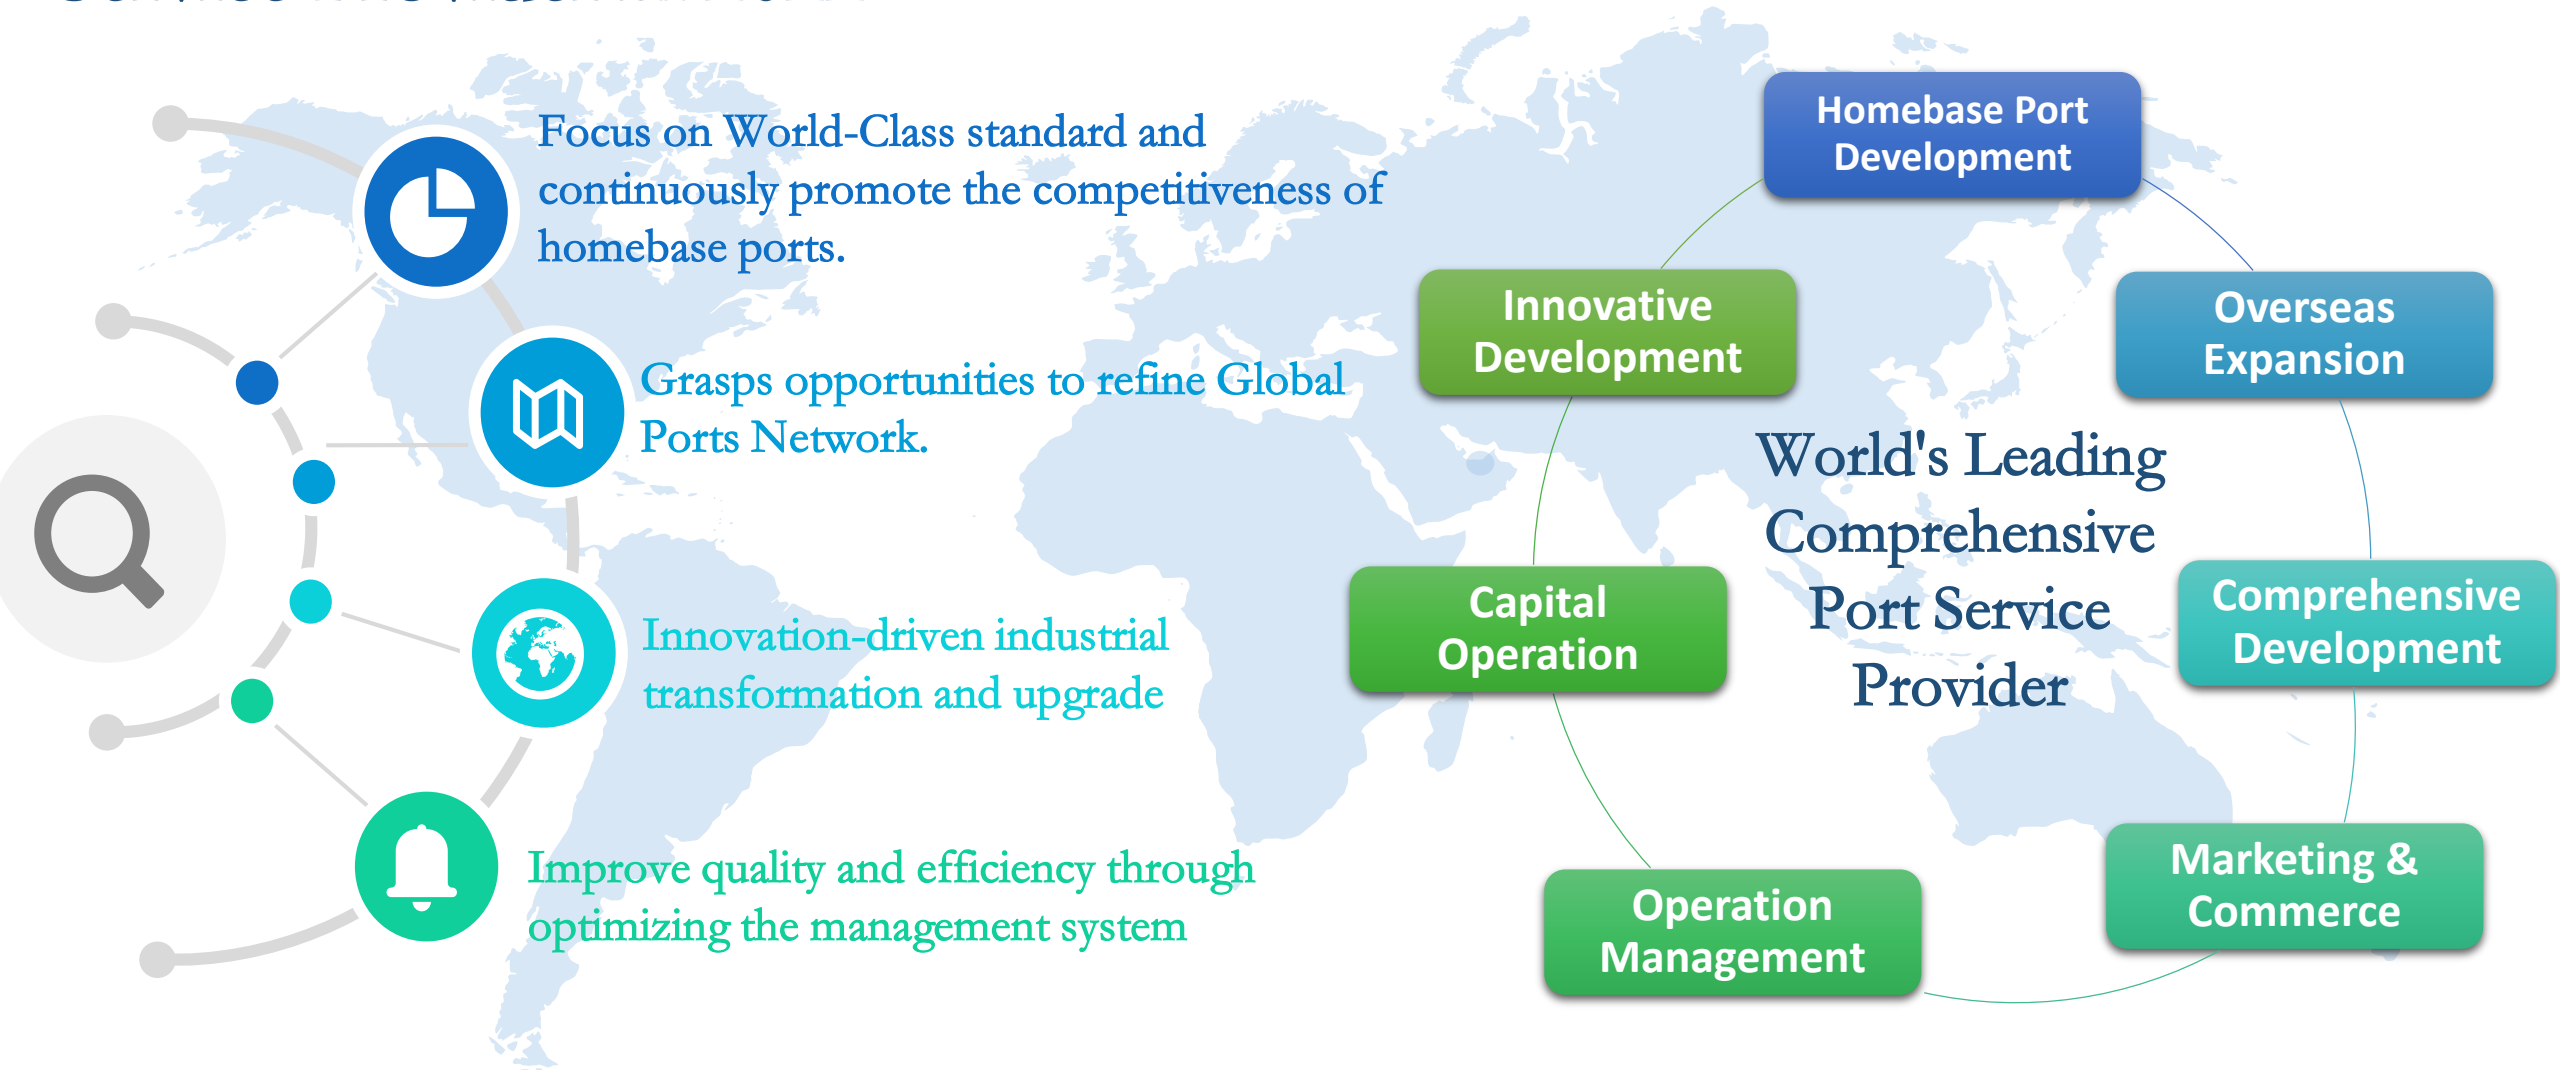 Focus on World-Class standard and
continuously promote the competitiveness of
homebase ports.
Grasps opportunities to refine Global
Ports Network.
Innovation-driven industrial
transformation and upgrade
Improve quality and efficiency through
optimizing the management system
Homebase Port
Development
Overseas
Expansion
Comprehensive
Development
Marketing &
Commerce
Operation
Management
Capital
Operation
Innovative
Development
World's Leading
Comprehensive
Port Service
Provider